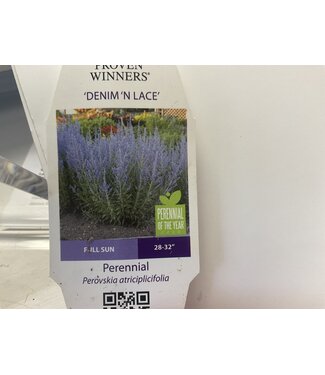 PROVEN
WINNERS®
'DENIM 'N LACE'
PERENNIAL
OF THE YEAR
FULL SUN
28-32"
Perennial
Perovskia atriciplicifolia